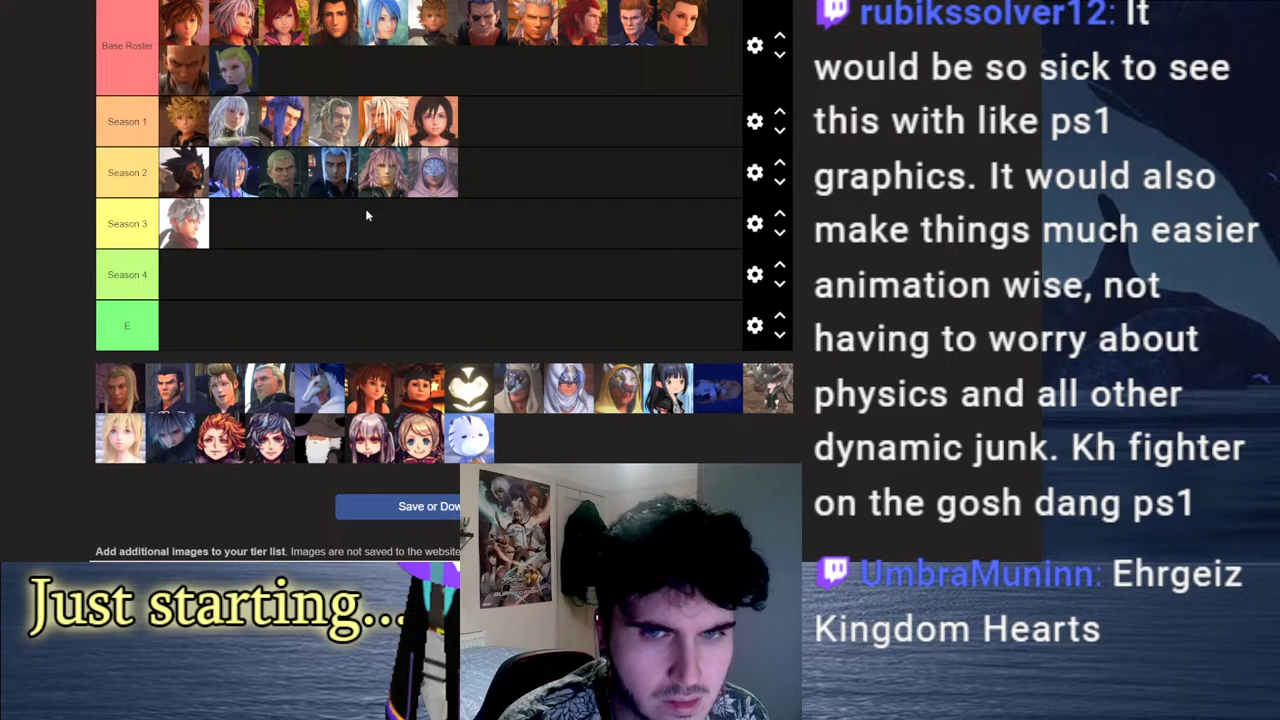 Base Roster
Season 1
Season 2
Season 3
Season 4
E
Save or Dow
Add additional images to your tier list. Images are not saved to the website
Just starting...
rubikssolver12: It
would be so sick to see
this with like ps1
graphics. It would also
make things much easier
animation wise, not
having to worry about
physics and all other
dynamic junk. Kh fighter
on the gosh dang ps1
UmbraMuninn: Ehrgeiz
Kingdom Hearts